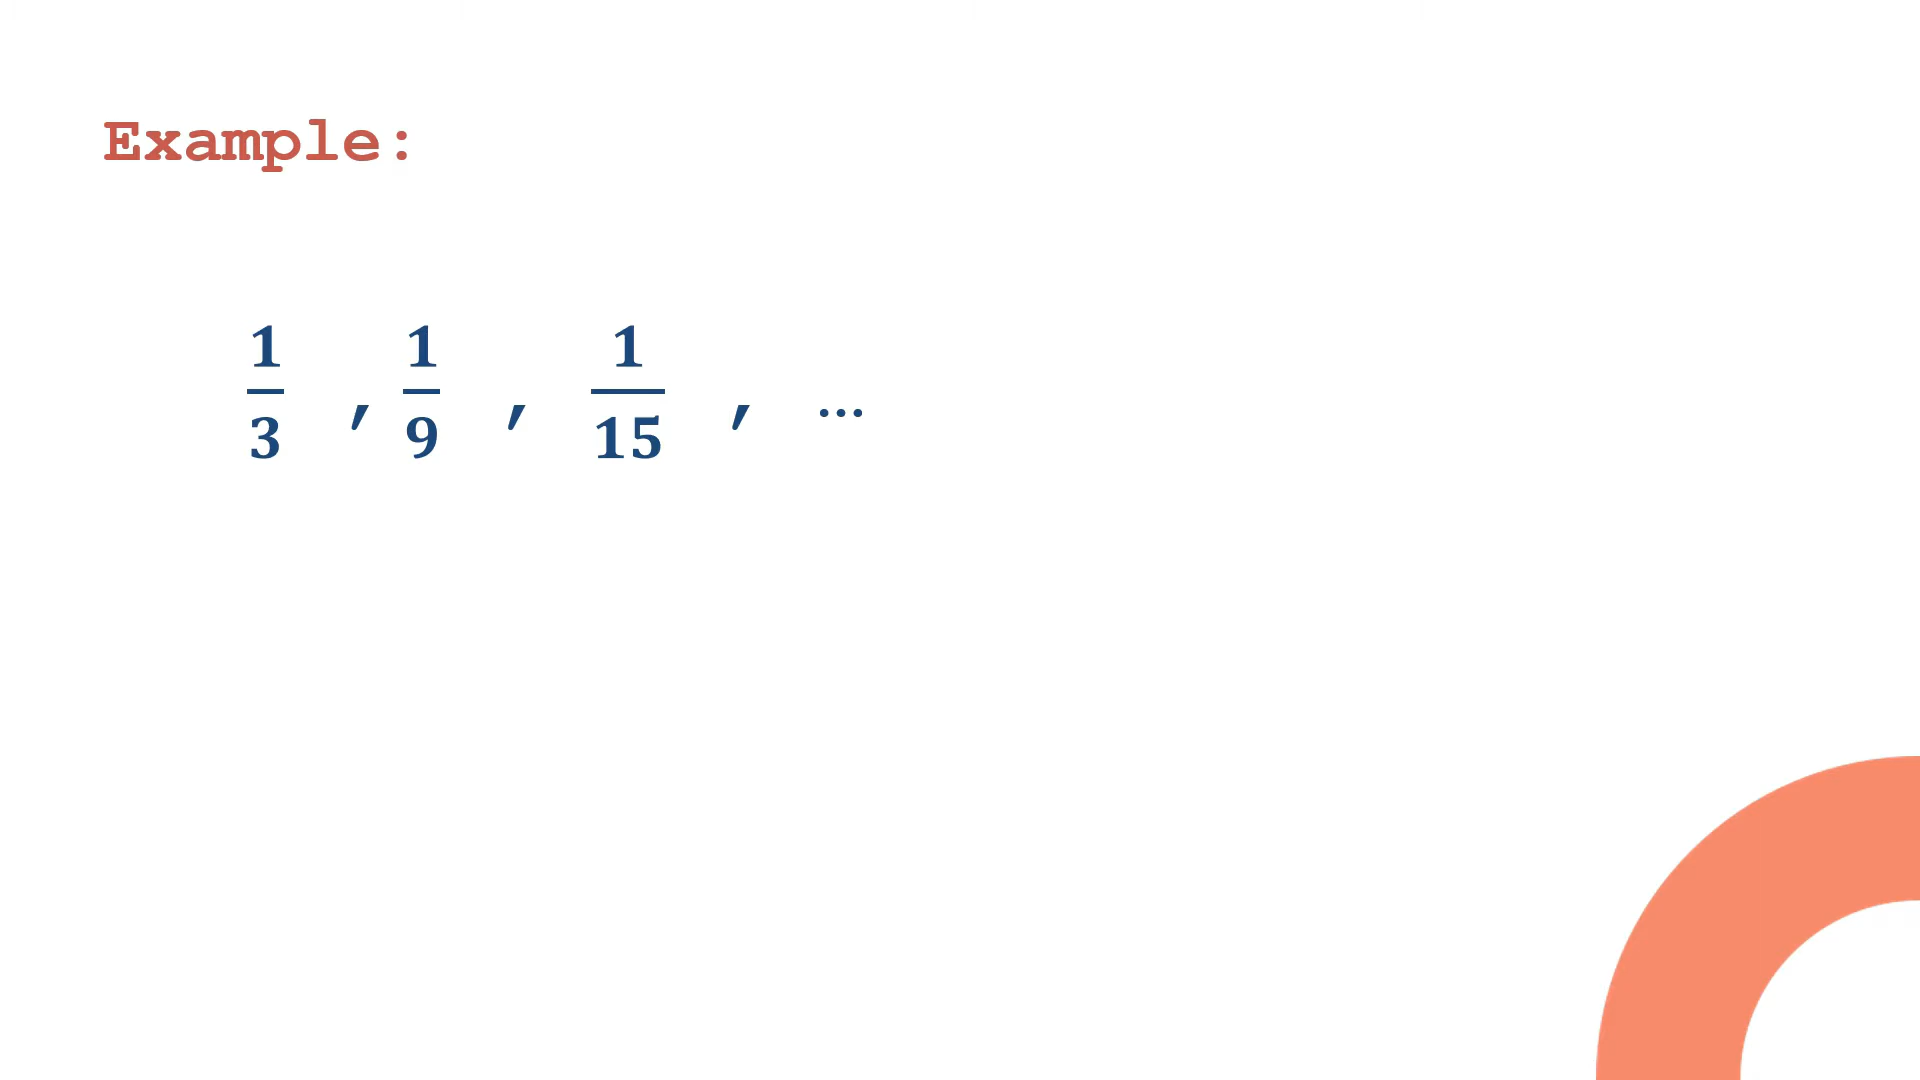 Example:
1/3 , 1/9 , 1/15 , ...